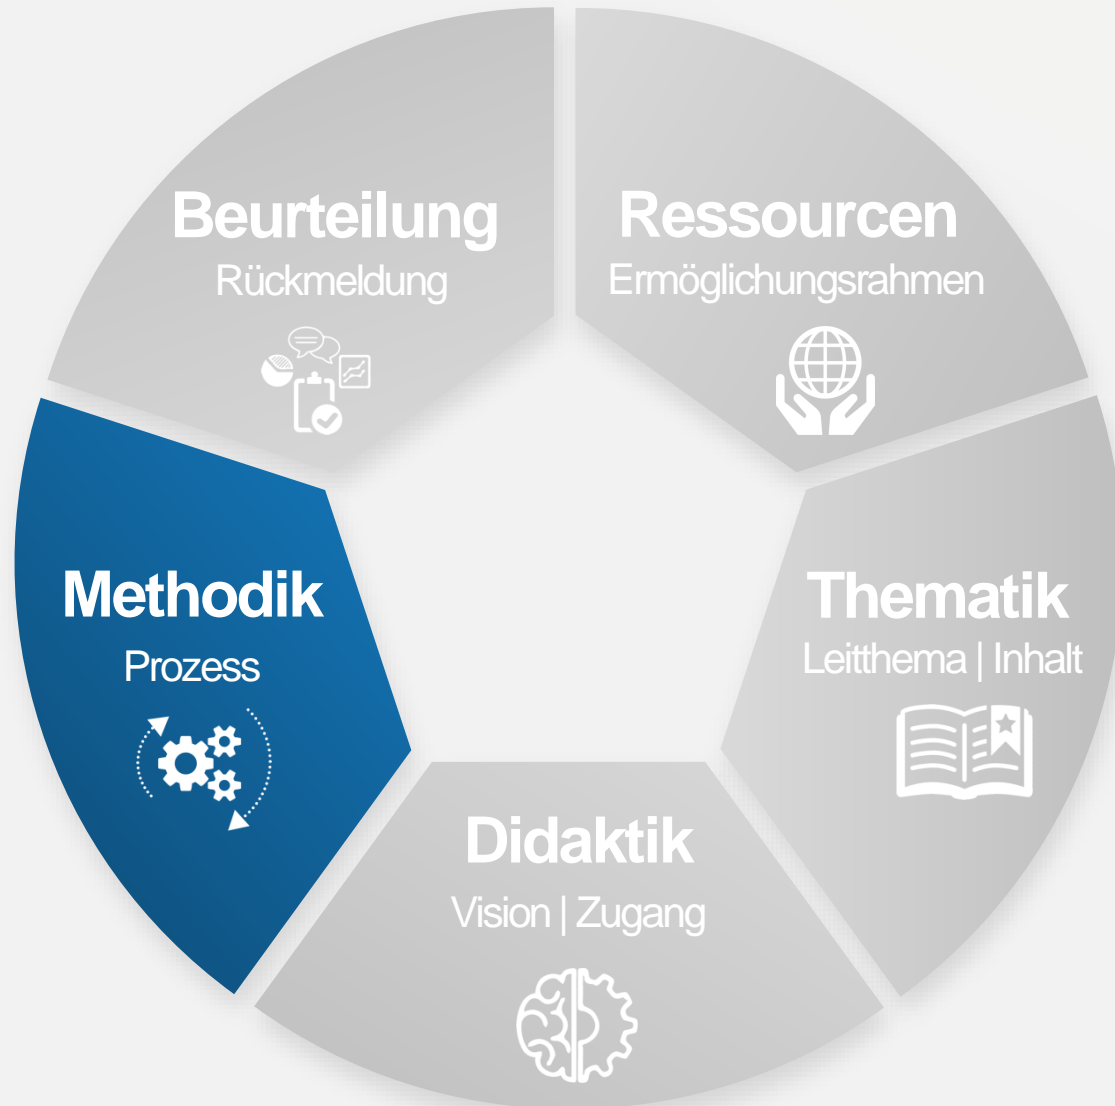 Beurteilung
Rückmeldung
Ressourcen
Ermöglichungsrahmen
Methodik
Prozess
Thematik
Leitthema | Inhalt
Didaktik
Vision | Zugang